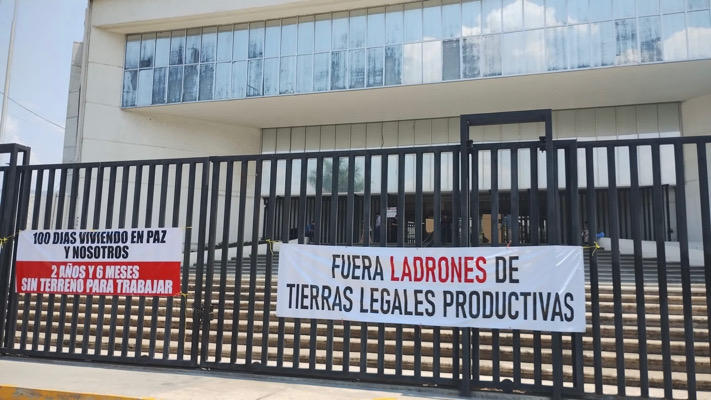 100 DIAS VIVIENDO EN PAZ
Y NOSOTROS
2 AÑOS Y 6 MESES
SIN TERRENO PARA TRABAJAR
FUERA LADRONES DE
TIERRAS LEGALES PRODUCTIVAS